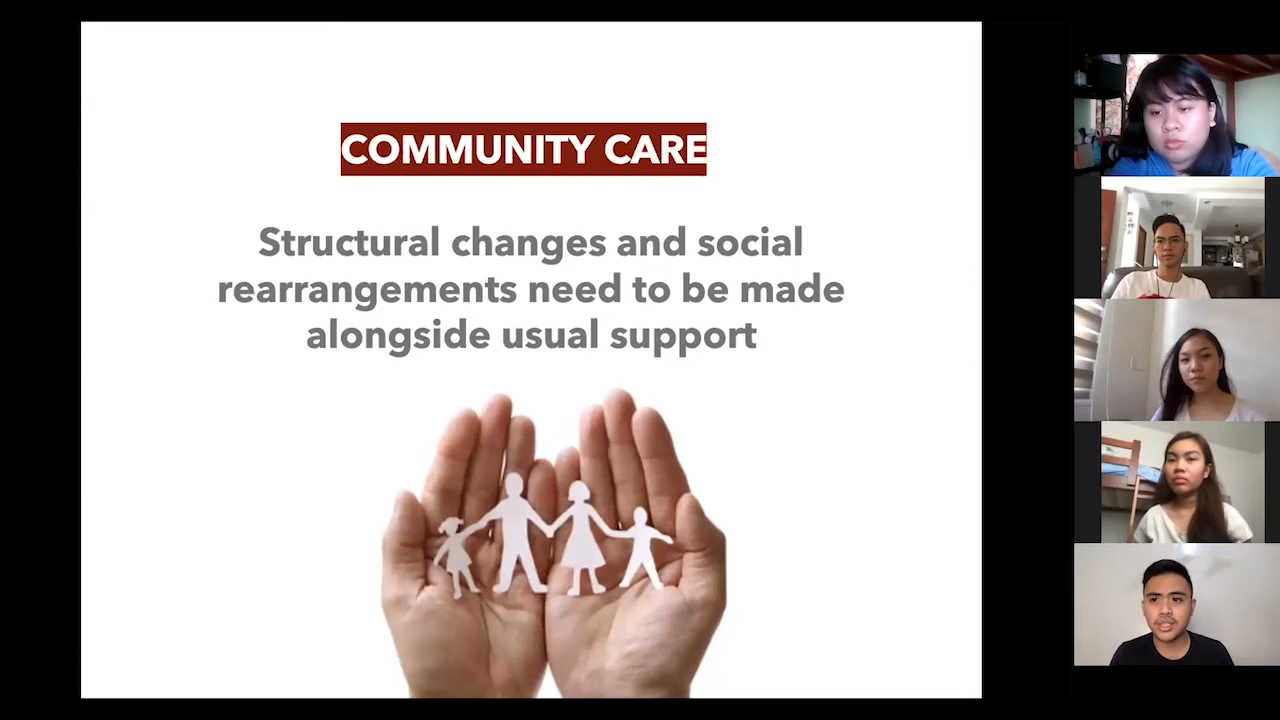 COMMUNITY CARE
Structural changes and social
rearrangements need to be made
alongside usual support